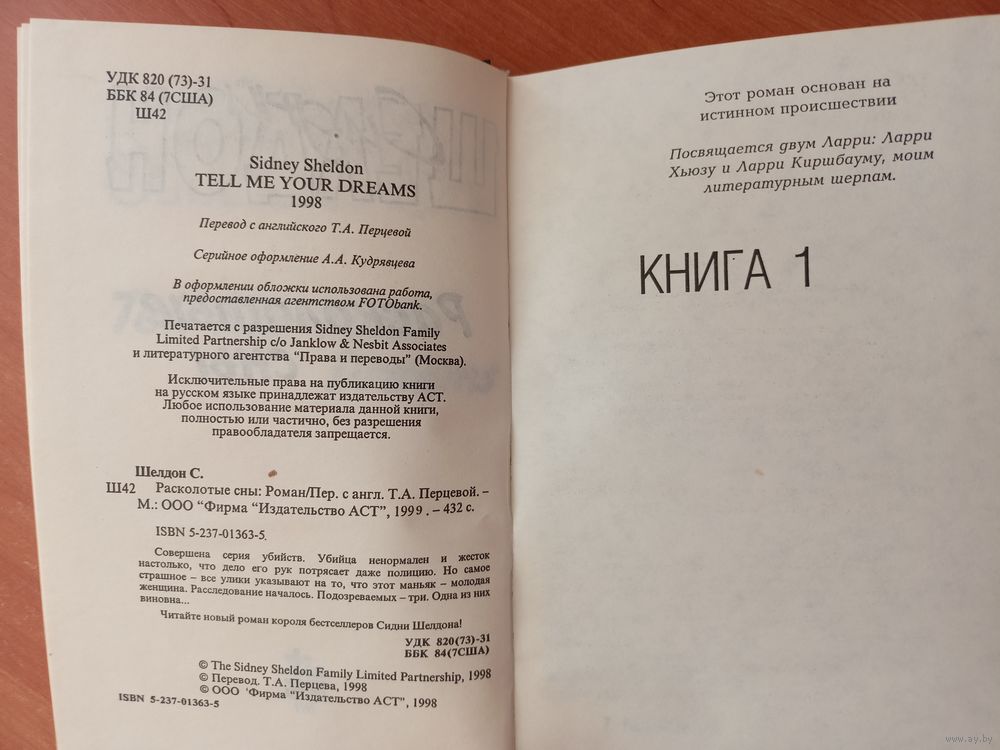 УДК 820 (73)-31
ББК 84 (7США)
Ш42
Sidney Sheldon
TELL ME YOUR DREAMS
1998
Перевод с английского Т.А. Перцевой
Серийное оформление А.А. Кудрявцева
В оформлении обложки использована работа,
предоставленная агентством FOTObank.
Печатается с разрешения Sidney Sheldon Family
Limited Partnership c/o Janklow & Nesbit Associates
и литературного агентства “Права и переводы” (Москва).
Исключительные права на публикацию книги
на русском языке принадлежат издательству АСТ.
Любое использование материала данной книги,
полностью или частично, без разрешения
правообладателя запрещается.
Шелдон С.
Ш42 Расколотые сны: Роман/Пер. с англ. Т.А. Перцевой. –
М.: ООО “Фирма “Издательство АСТ”, 1999. – 432 с.
ISBN 5-237-01363-5.
Совершена серия убийств. Убийца ненормален и жесток
настолько, что дело его рук потрясает даже полицию. Но самое
страшное – все улики указывают на то, что этот маньяк – молодая
женщина. Расследование началось. Подозреваемых – три. Одна из них
виновна...
Читайте новый роман короля бестселлеров Сидни Шелдона!
УДК 820(73)-31
ББК 84(7США)
© The Sidney Sheldon Family Limited Partnership, 1998
© Перевод. Т.А. Перцева, 1998
ISBN 5-237-01363-5 © ООО “Фирма “Издательство АСТ”, 1998
Этот роман основан на
истинном происшествии
Посвящается двум Ларри: Ларри
Хьюзу и Ларри Киршбауму, моим
литературным шерпам.
КНИГА 1
www.ay.by